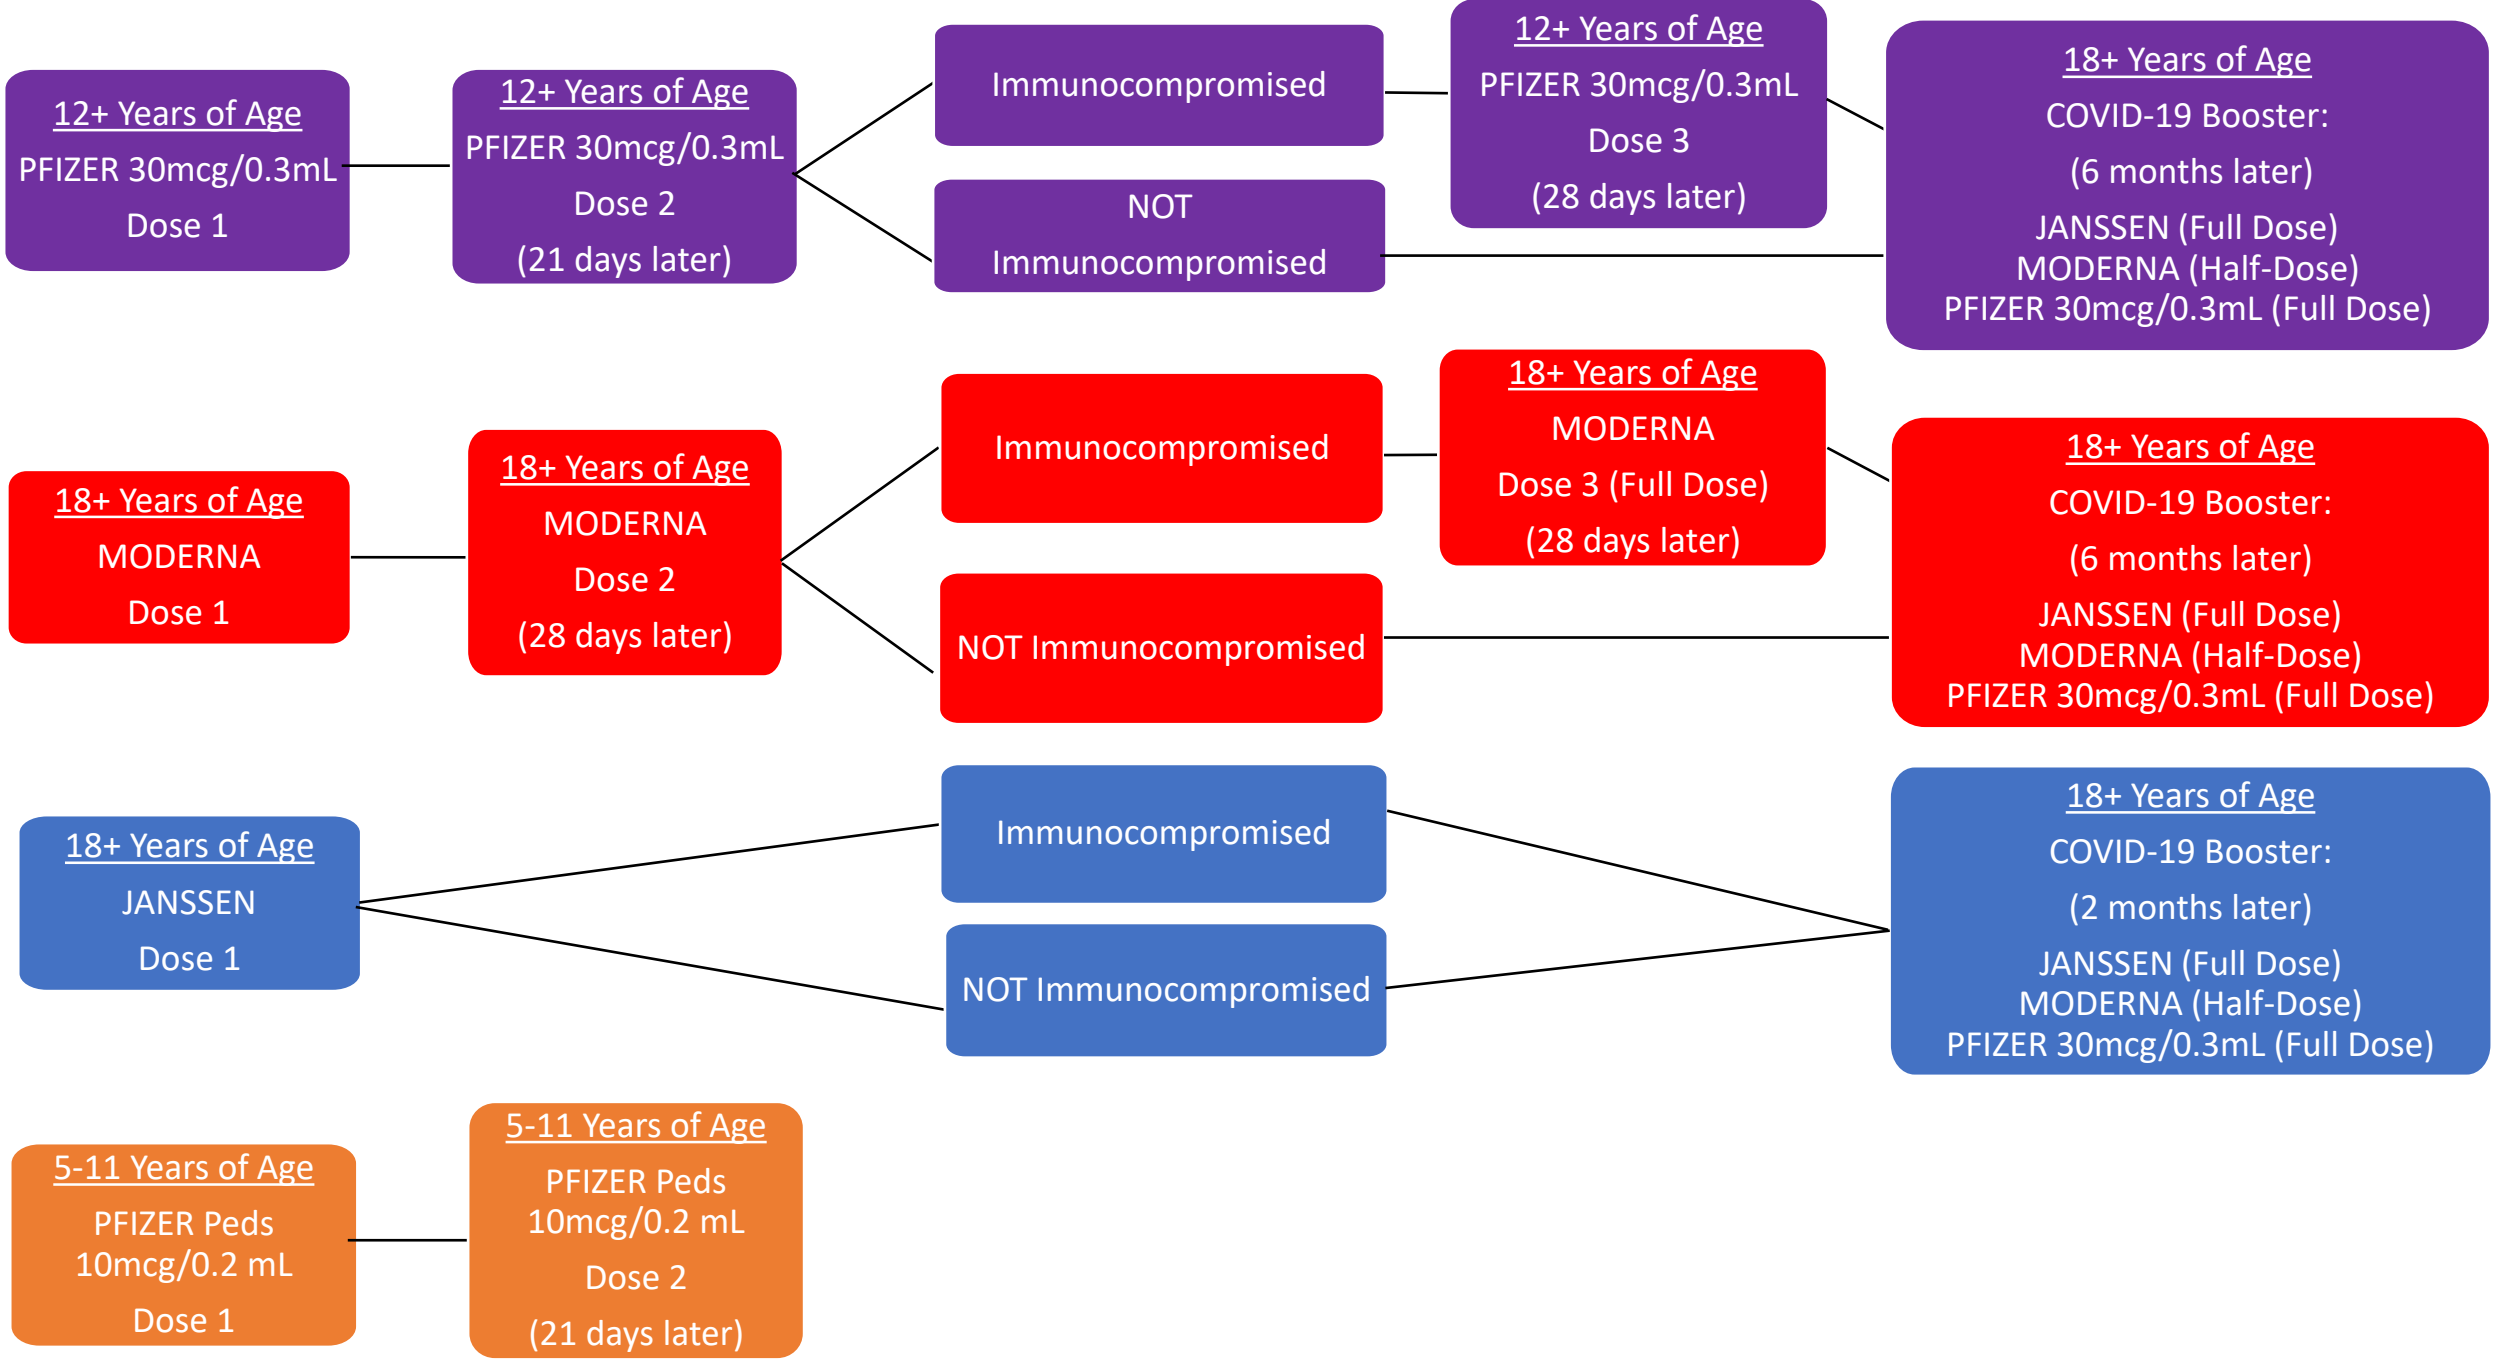 12+ Years of Age
PFIZER 30mcg/0.3mL
Dose 1
12+ Years of Age
PFIZER 30mcg/0.3mL
Dose 2
(21 days later)
Immunocompromised
NOT
Immunocompromised
12+ Years of Age
PFIZER 30mcg/0.3mL
Dose 3
(28 days later)
18+ Years of Age
COVID-19 Booster:
(6 months later)
JANSSEN (Full Dose)
MODERNA (Half-Dose)
PFIZER 30mcg/0.3mL (Full Dose)
18+ Years of Age
MODERNA
Dose 1
18+ Years of Age
MODERNA
Dose 2
(28 days later)
Immunocompromised
NOT Immunocompromised
18+ Years of Age
MODERNA
Dose 3 (Full Dose)
(28 days later)
18+ Years of Age
COVID-19 Booster:
(6 months later)
JANSSEN (Full Dose)
MODERNA (Half-Dose)
PFIZER 30mcg/0.3mL (Full Dose)
18+ Years of Age
JANSSEN
Dose 1
Immunocompromised
NOT Immunocompromised
18+ Years of Age
COVID-19 Booster:
(2 months later)
JANSSEN (Full Dose)
MODERNA (Half-Dose)
PFIZER 30mcg/0.3mL (Full Dose)
5-11 Years of Age
PFIZER Peds
10mcg/0.2 mL
Dose 1
5-11 Years of Age
PFIZER Peds
10mcg/0.2 mL
Dose 2
(21 days later)